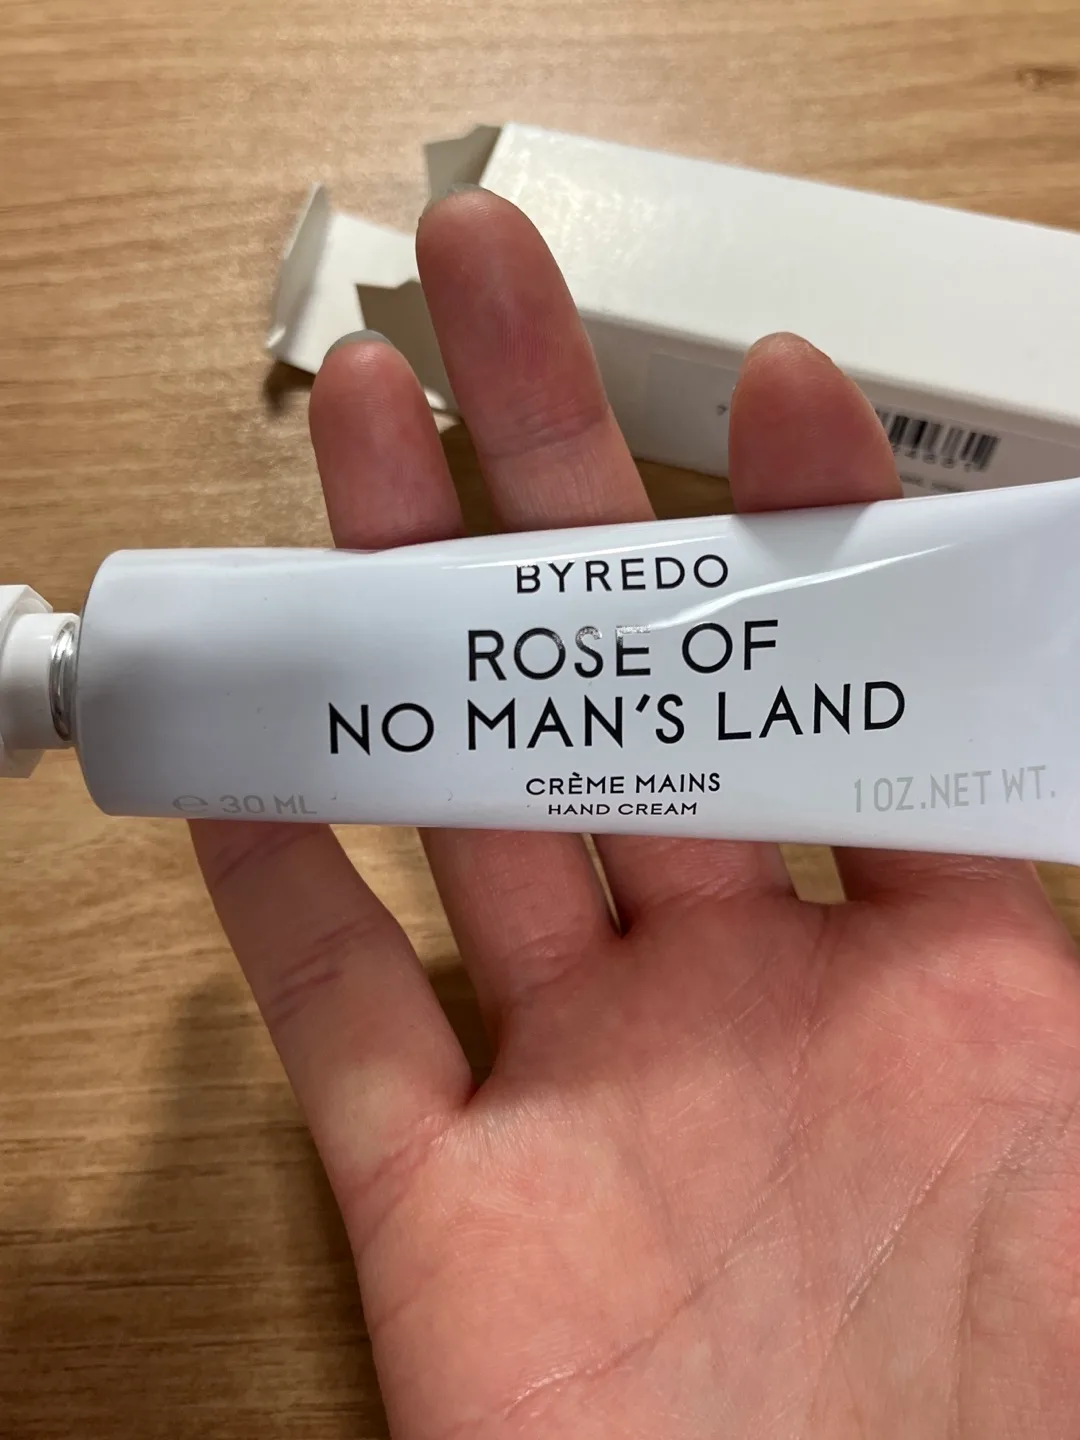 BYREDO
ROSE OF
NO MAN'S LAND
CRÈME MAINS
HAND CREAM
e 30 ML
1 OZ.NET WT.